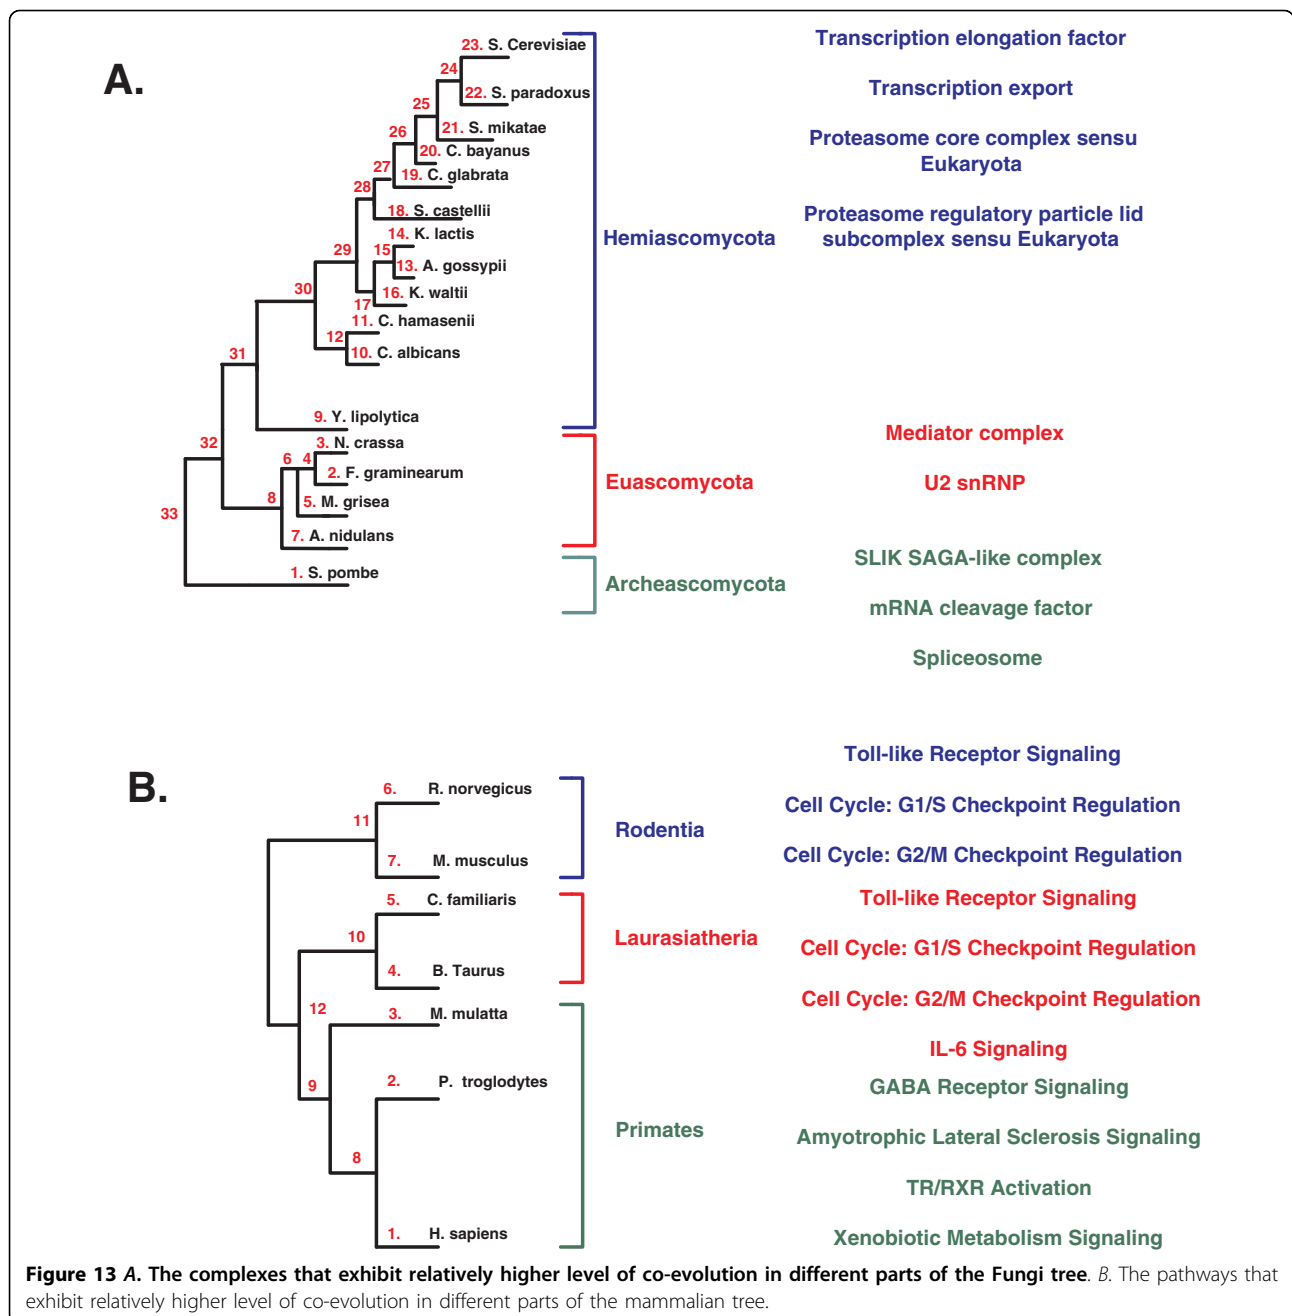 A.
23. S. Cerevisiae
24
22. S. paradoxus
25
21. S. mikatae
26
20. C. bayanus
27
19. C. glabrata
28
18. S. castellii
14. K. lactis
29
15
13. A. gossypii
30
16. K. waltii
17
11. C. hamasenii
12
10. C. albicans
31
9. Y. lipolytica
32
3. N. crassa
6 4
2. F. graminearum
8
5. M. grisea
33
7. A. nidulans
1. S. pombe
Hemiascomycota
Euascomycota
Archeascomycota
Transcription elongation factor
Transcription export
Proteasome core complex sensu
Eukaryota
Proteasome regulatory particle lid
subcomplex sensu Eukaryota
Mediator complex
U2 snRNP
SLIK SAGA-like complex
mRNA cleavage factor
Spliceosome
B.
6. R. norvegicus
11
7. M. musculus
5. C. familiaris
10
4. B. Taurus
12
3. M. mulatta
9
2. P. troglodytes
8
1. H. sapiens
Rodentia
Laurasiatheria
Primates
Toll-like Receptor Signaling
Cell Cycle: G1/S Checkpoint Regulation
Cell Cycle: G2/M Checkpoint Regulation
Toll-like Receptor Signaling
Cell Cycle: G1/S Checkpoint Regulation
Cell Cycle: G2/M Checkpoint Regulation
IL-6 Signaling
GABA Receptor Signaling
Amyotrophic Lateral Sclerosis Signaling
TR/RXR Activation
Xenobiotic Metabolism Signaling
Figure 13 A. The complexes that exhibit relatively higher level of co-evolution in different parts of the Fungi tree. B. The pathways that
exhibit relatively higher level of co-evolution in different parts of the mammalian tree.